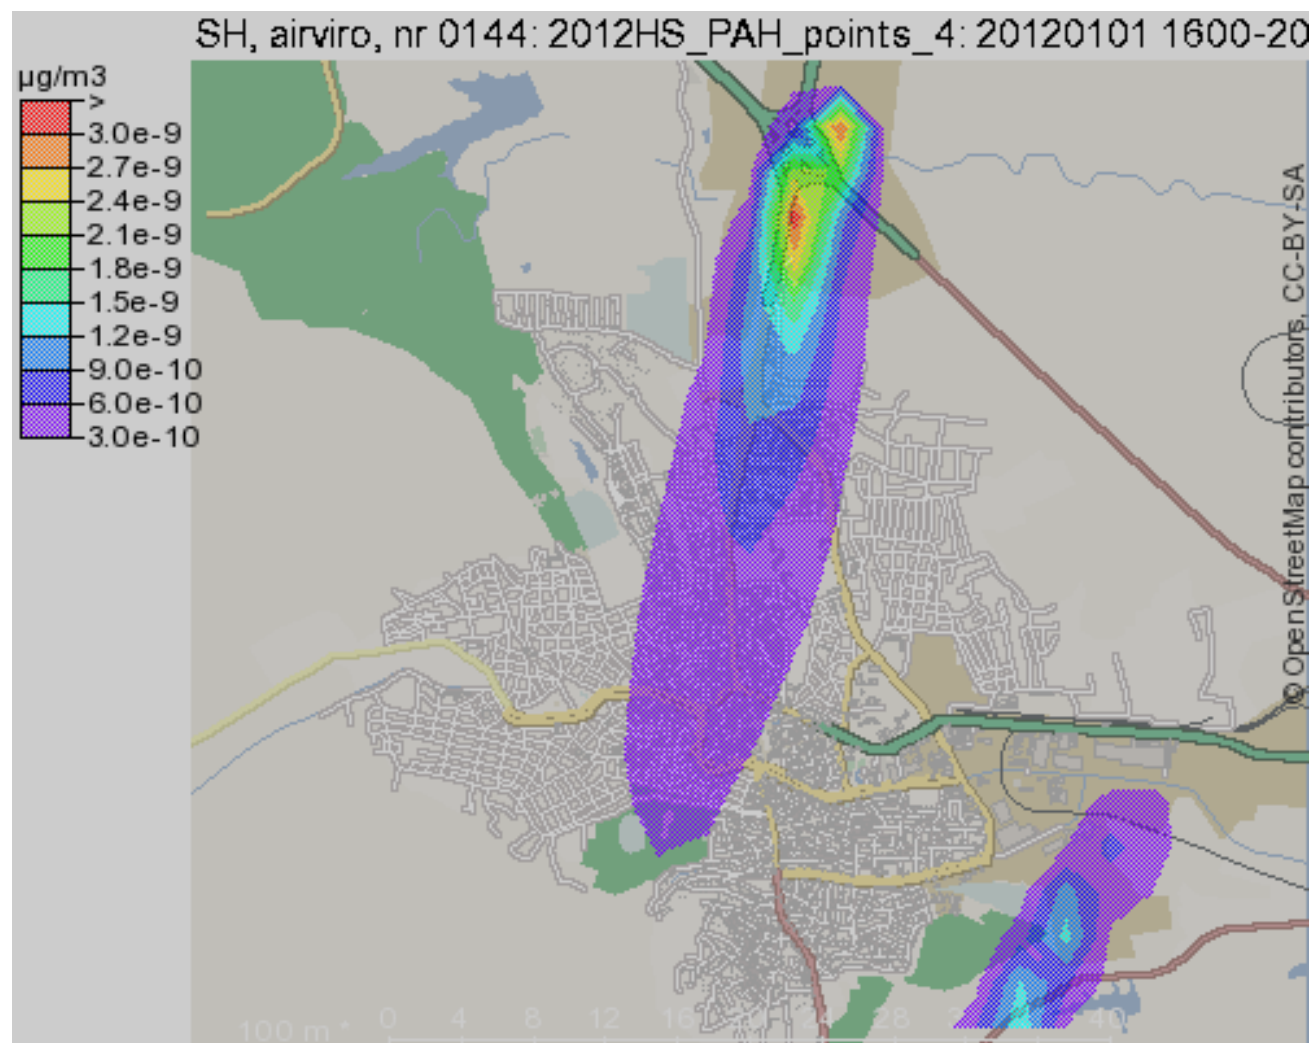 SH, airviro, nr 0144: 2012HS_PAH_points_4: 20120101 1600-20
µg/m3
>
3.0e-9
2.7e-9
2.4e-9
2.1e-9
1.8e-9
1.5e-9
1.2e-9
9.0e-10
6.0e-10
3.0e-10
© OpenStreetMap contributors, CC-BY-SA
100 m * 0 4 8 12 16 24 28 40